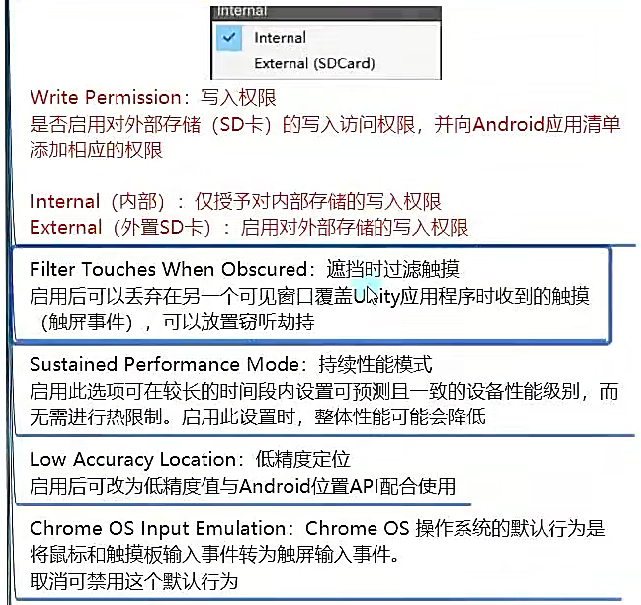 Internal
Internal
External (SDCard)
Write Permission：写入权限
是否启用对外部存储（SD卡）的写入访问权限，并向Android应用清单
添加相应的权限
Internal（内部）：仅授予对内部存储的写入权限
External（外置SD卡）：启用对外部存储的写入权限
Filter Touches When Obscured：遮挡时过滤触摸
启用后可以丢弃在另一个可见窗口覆盖Unity应用程序时收到的触摸
（触屏事件），可以放置窃听劫持
Sustained Performance Mode：持续性能模式
启用此选项可在较长的时间段内设置可预测且一致的设备性能级别，而
无需进行热限制。启用此设置时，整体性能可能会降低
Low Accuracy Location：低精度定位
启用后可改为低精度值与Android位置API配合使用
Chrome OS Input Emulation：Chrome OS 操作系统的默认行为是
将鼠标和触摸板输入事件转为触屏输入事件。
取消可禁用这个默认行为